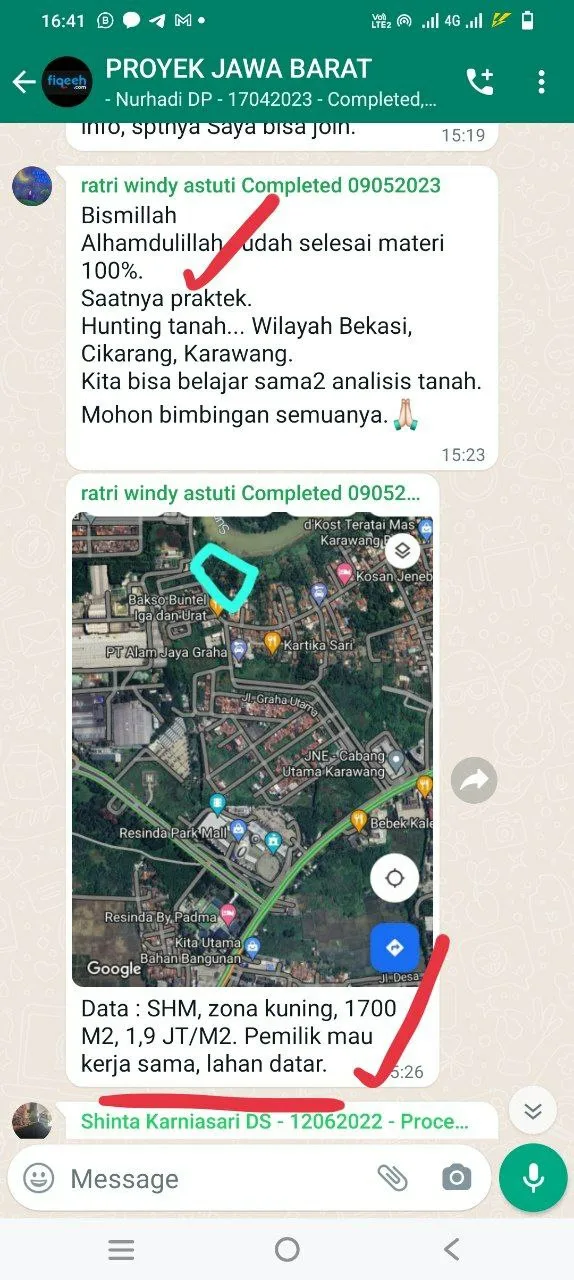 16:41
Vo)
LTE2
4G
fiqeeh
.com
PROYEK JAWA BARAT
- Nurhadi DP - 17042023 - Completed,...
info, sptnya Saya bisa join.
15:19
ratri windy astuti Completed 09052023
Bismillah
Alhamdulillah sudah selesai materi
100%.
Saatnya praktek.
Hunting tanah... Wilayah Bekasi,
Cikarang, Karawang.
Kita bisa belajar sama2 analisis tanah.
Mohon bimbingan semuanya.🙏🏻
15:23
ratri windy astuti Completed 09052...
d'Kost Teratai Mas
Karawang
Kosan Jeneb
Bakso Buntel
Iga dan Urat
PT Alam Jaya Graha
Kartika Sari
Jl. Graha Utama
JNE - Cabang
Utama Karawang
Resinda Park Mall
Bebek Kale
Resinda By Padma
Kita Utama
Bahan Bangunan
Google
Jl. Desa
Data : SHM, zona kuning, 1700
M2, 1,9 JT/M2. Pemilik mau
kerja sama, lahan datar.
5:26
Shinta Karniasari DS - 12062022 - Proce...
Message